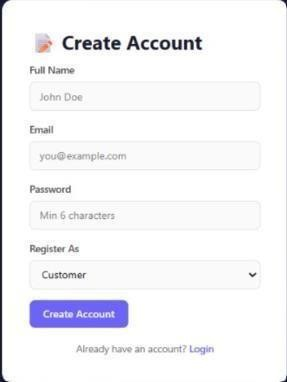 📝 Create Account
Full Name
John Doe
Email
you@example.com
Password
Min 6 characters
Register As
Customer
Create Account
Already have an account? Login